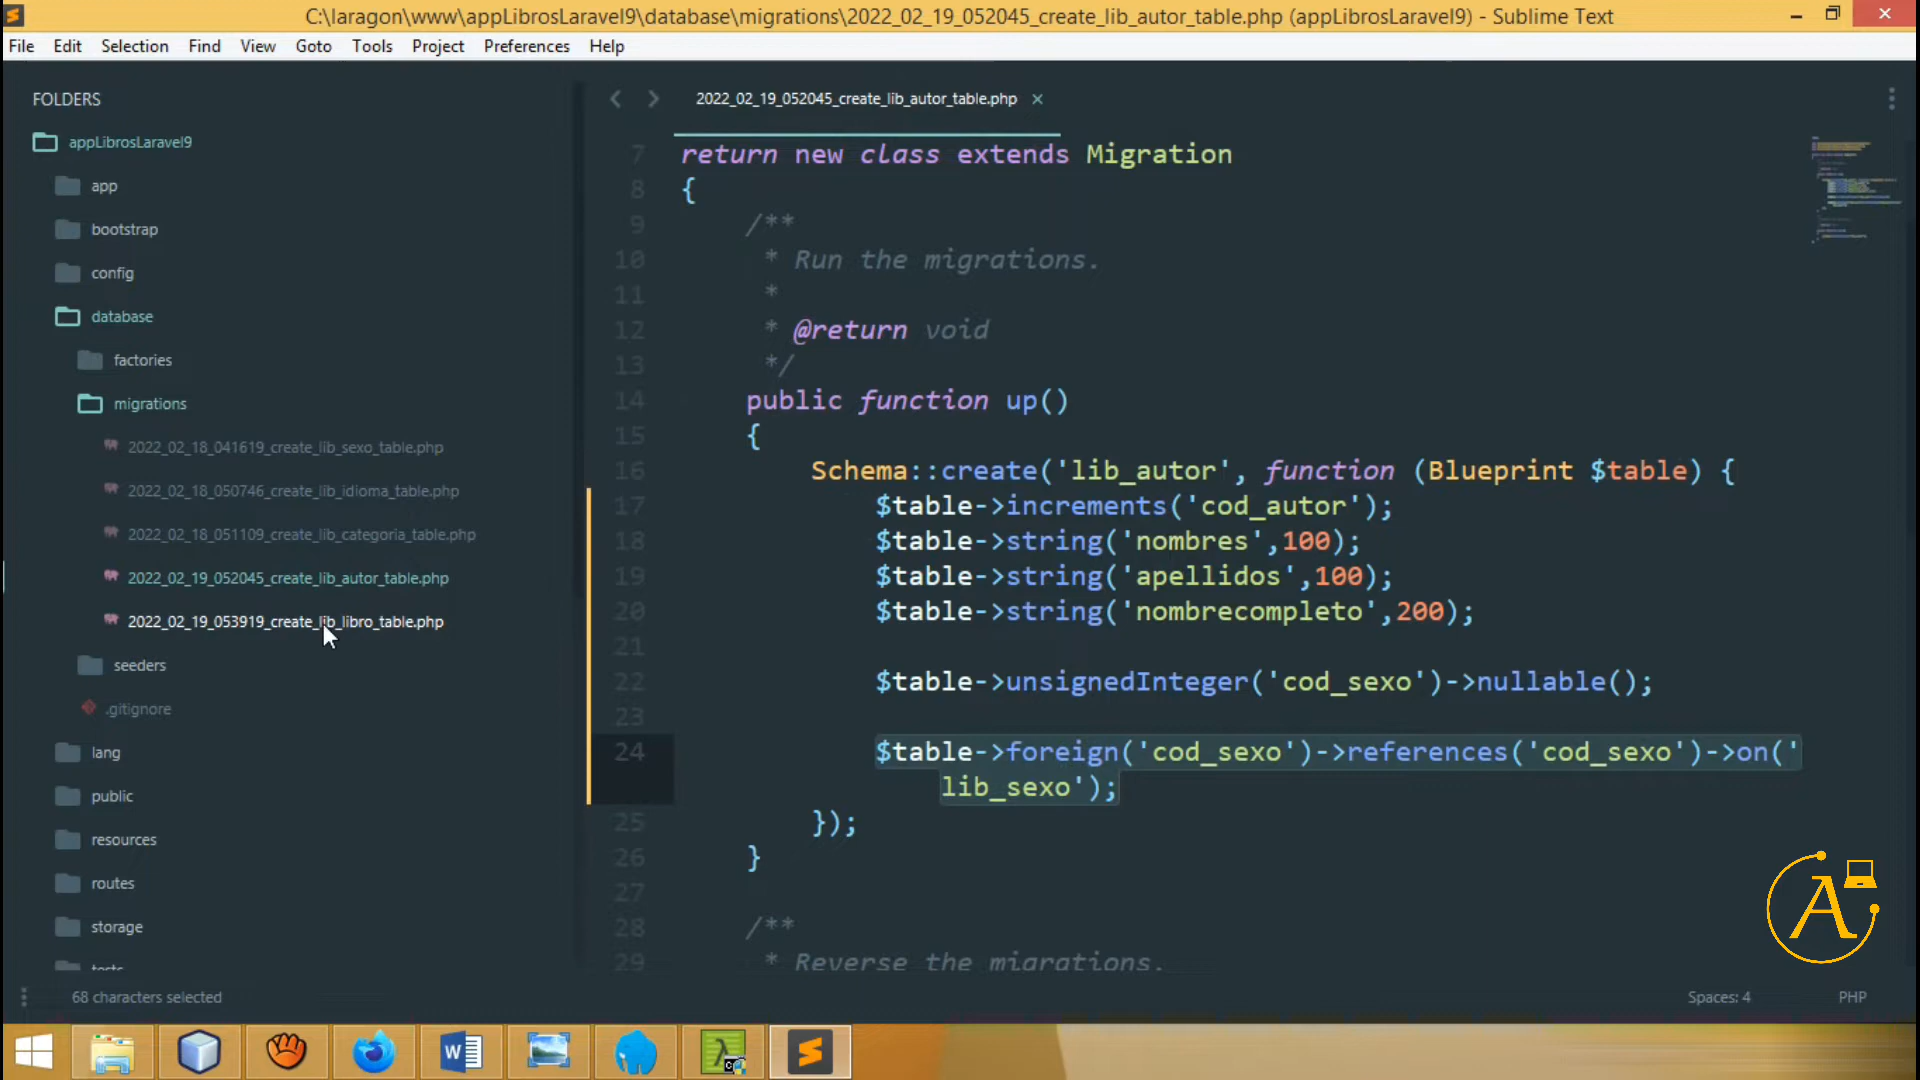 C:\laragon\www\appLibrosLaravel9\database\migrations\2022_02_19_052045_create_lib_autor_table.php (appLibrosLaravel9) - Sublime Text
File Edit Selection Find View Goto Tools Project Preferences Help
FOLDERS
appLibrosLaravel9
app
bootstrap
config
database
factories
migrations
2022_02_18_041619_create_lib_sexo_table.php
2022_02_18_050746_create_lib_idioma_table.php
2022_02_18_051109_create_lib_categoria_table.php
2022_02_19_052045_create_lib_autor_table.php
2022_02_19_053919_create_lib_libro_table.php
seeders
.gitignore
lang
public
resources
routes
storage
tests
2022_02_19_052045_create_lib_autor_table.php ×
7 return new class extends Migration
8 {
9 /**
10 * Run the migrations.
11 *
12 * @return void
13 */
14 public function up()
15 {
16 Schema::create('lib_autor', function (Blueprint $table) {
17 $table->increments('cod_autor');
18 $table->string('nombres',100);
19 $table->string('apellidos',100);
20 $table->string('nombrecompleto',200);
21
22 $table->unsignedInteger('cod_sexo')->nullable();
23
24 $table->foreign('cod_sexo')->references('cod_sexo')->on('
lib_sexo');
25 });
26 }
27
28 /**
29 * Reverse the migrations.
A
68 characters selected
Spaces: 4 PHP